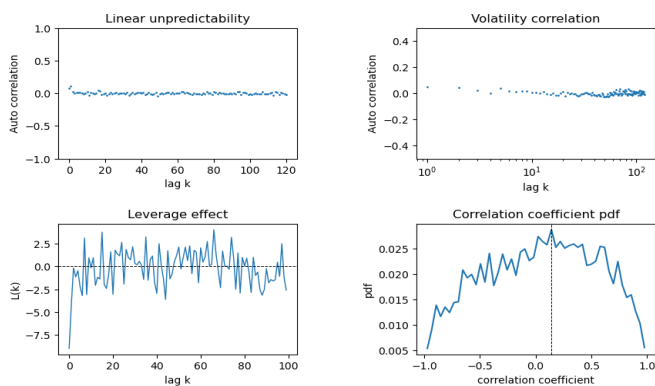 Linear unpredictability
1.0
0.5
0.0
−0.5
−1.0
Auto correlation
0 20 40 60 80 100 120
lag k
Volatility correlation
0.4
0.2
0.0
−0.2
−0.4
Auto correlation
10⁰ 10¹ 10²
lag k
Leverage effect
2.5
0.0
−2.5
−5.0
−7.5
L(k)
0 20 40 60 80 100
lag k
Correlation coefficient pdf
0.025
0.020
0.015
0.010
0.005
pdf
−1.0 −0.5 0.0 0.5 1.0
correlation coefficient